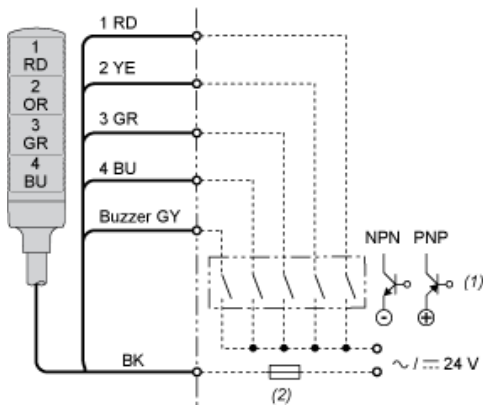 1
RD
2
OR
3
GR
4
BU
1 RD
2 YE
3 GR
4 BU
Buzzer GY
BK
NPN PNP
(1)
(2)
~ / ⎓ 24 V